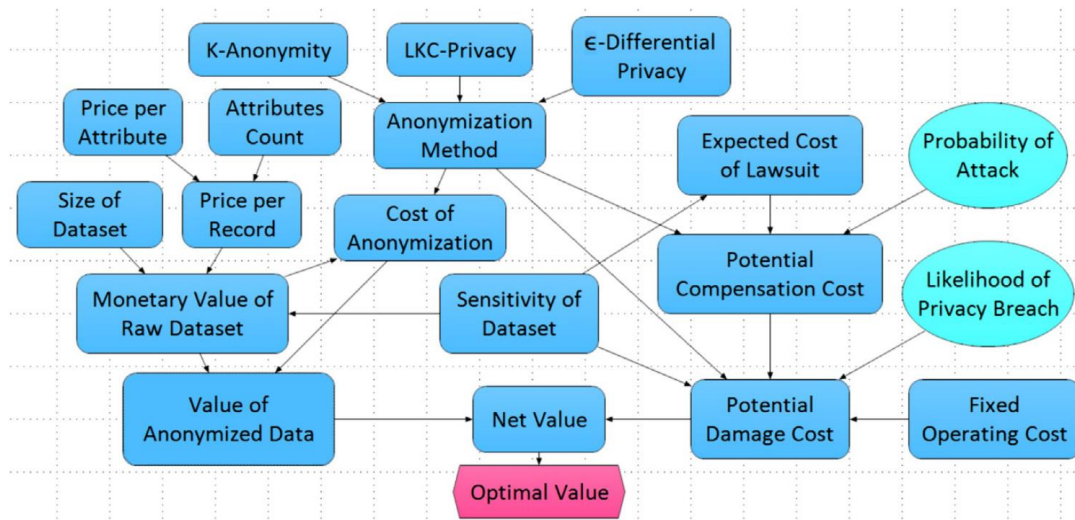 K-Anonymity
LKC-Privacy
ϵ-Differential
Privacy
Price per
Attribute
Attributes
Count
Anonymization
Method
Expected Cost
of Lawsuit
Probability of
Attack
Size of
Dataset
Price per
Record
Cost of
Anonymization
Potential
Compensation Cost
Monetary Value of
Raw Dataset
Sensitivity of
Dataset
Likelihood of
Privacy Breach
Value of
Anonymized Data
Net Value
Potential
Damage Cost
Fixed
Operating Cost
Optimal Value